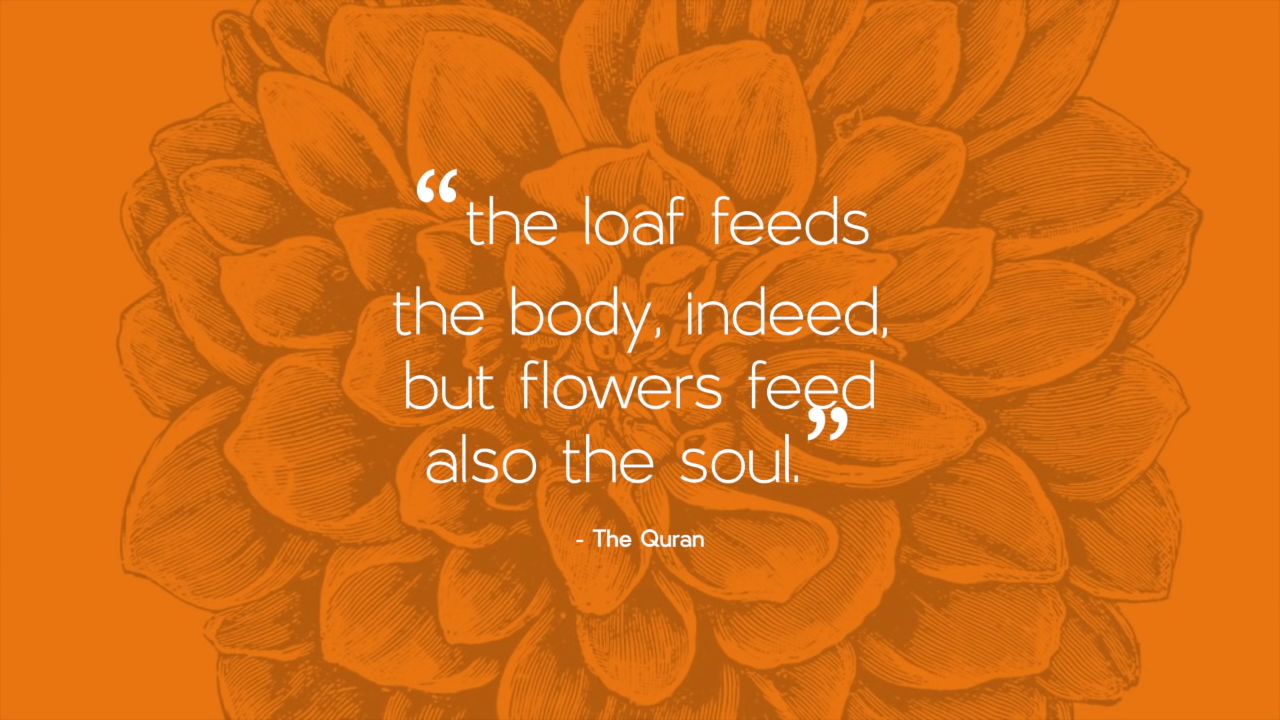 “the loaf feeds
the body, indeed,
but flowers feed
also the soul.”
- The Quran